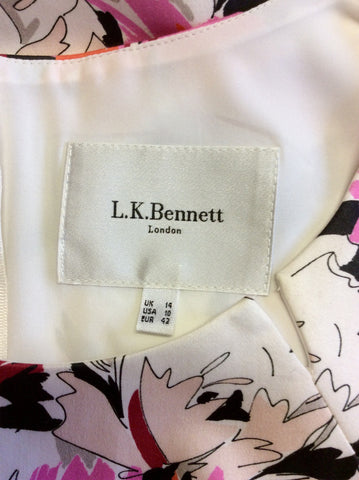 L.K.Bennett
London
UK 14
USA 10
EUR 42